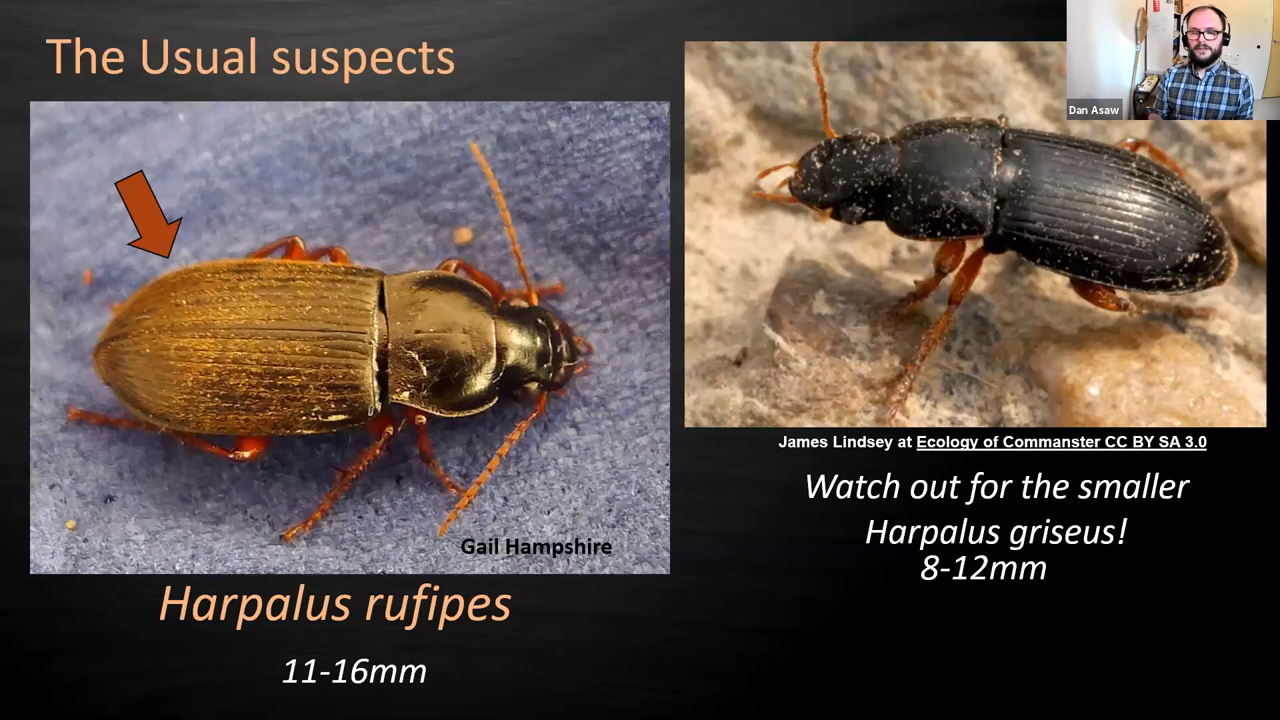 The Usual suspects
Dan Asaw
Gail Hampshire
James Lindsey at Ecology of Commanster CC BY SA 3.0
Watch out for the smaller
Harpalus griseus!
8-12mm
Harpalus rufipes
11-16mm